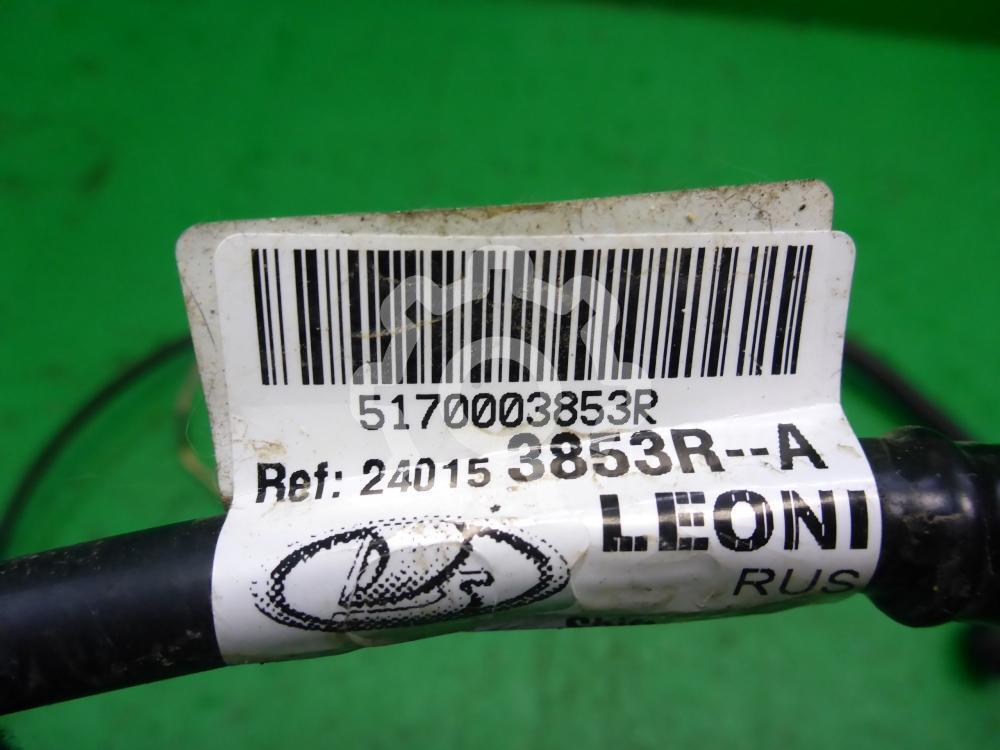 5170003853R
Ref: 24015 3853R--A
LEONI
RUS